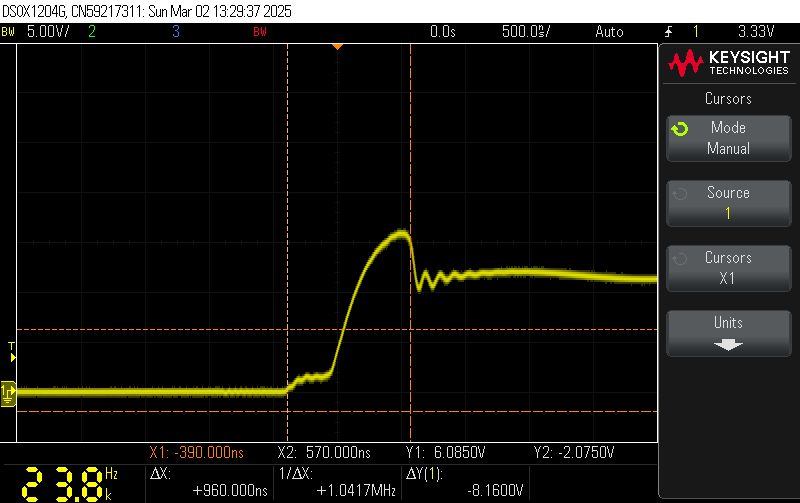 DSOX1204G, CN59217311: Sun Mar 02 13:29:37 2025
BW 5.00V/ 2 3 BW 0.0s 500.0s/ Auto 1 3.33V
KEYSIGHT
TECHNOLOGIES
Cursors
Mode
Manual
Source
1
Cursors
X1
Units
T
1
X1: -390.000ns X2: 570.000ns Y1: 6.0850V Y2: -2.0750V
23.8 Hz
k
ΔX:
+960.000ns
1/ΔX:
+1.0417MHz
ΔY(1):
-8.1600V